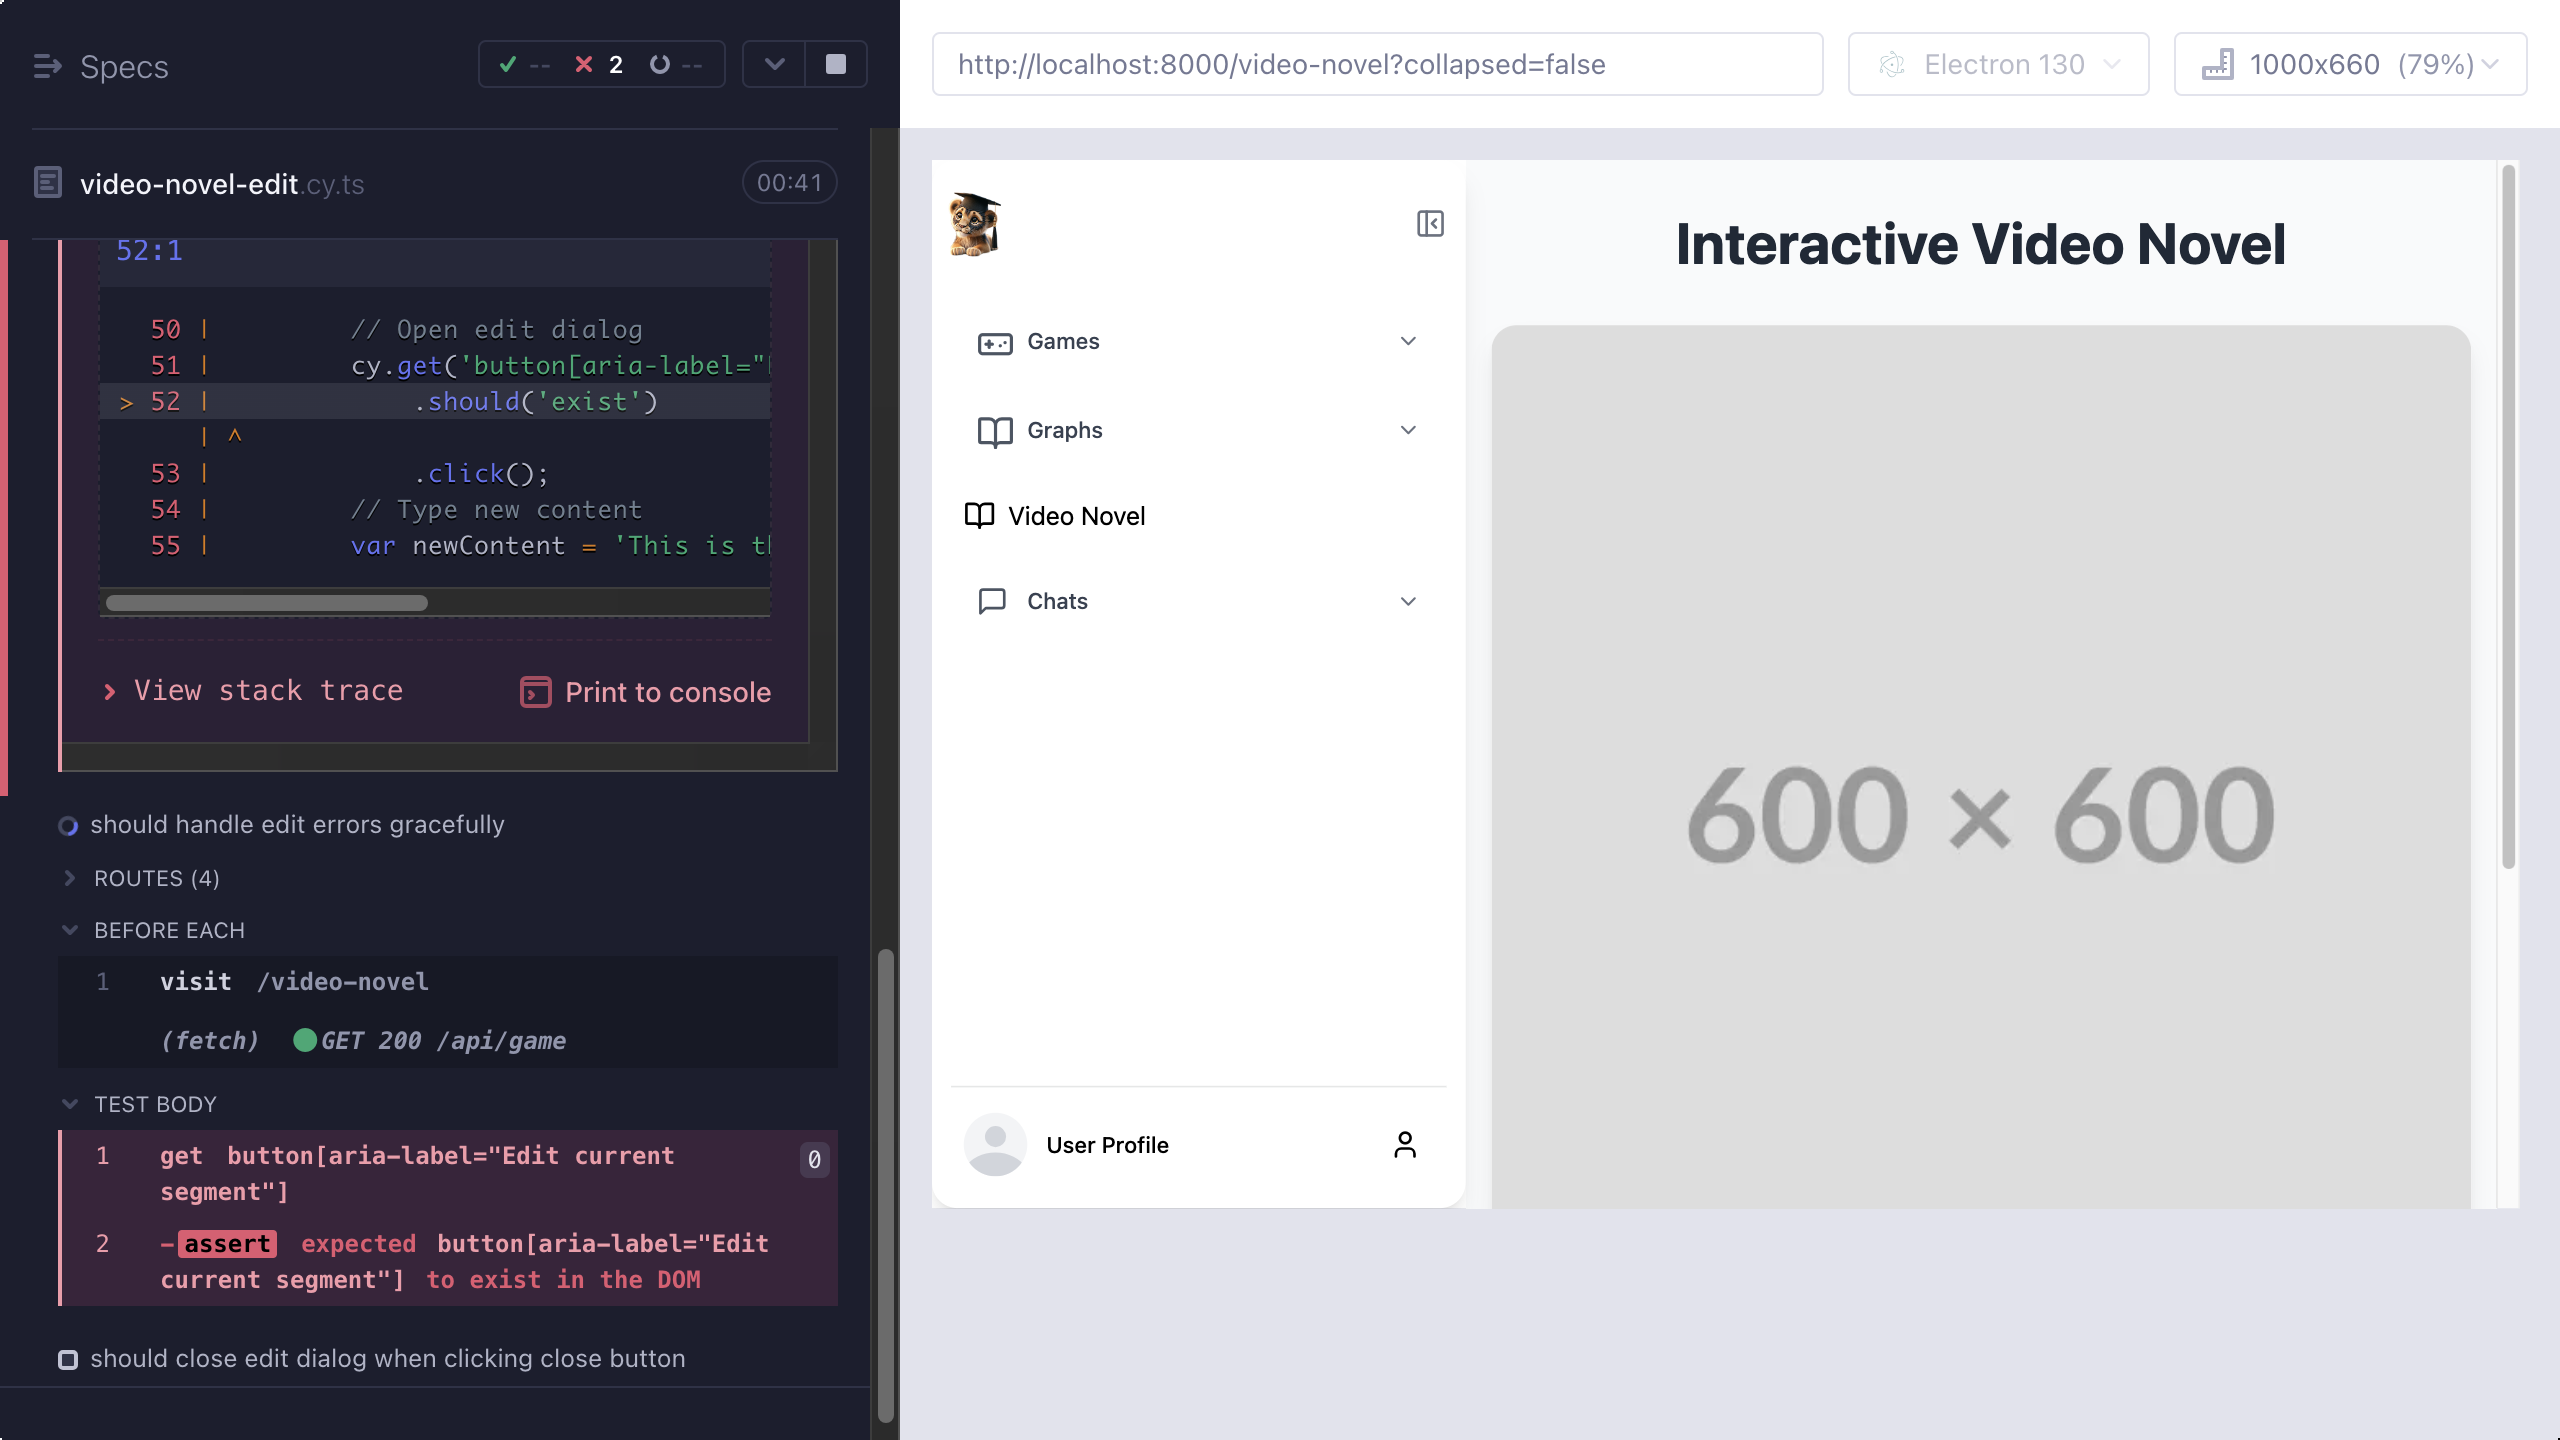 Specs
-- 2 --
video-novel-edit.cy.ts
00:41
52:1
50 | // Open edit dialog
51 | cy.get('button[aria-label="
> 52 | .should('exist')
| ^
53 | .click();
54 | // Type new content
55 | var newContent = 'This is th
View stack trace
Print to console
should handle edit errors gracefully
ROUTES (4)
BEFORE EACH
1 visit /video-novel
(fetch) GET 200 /api/game
TEST BODY
1 get button[aria-label="Edit current
segment"]
0
2 -assert expected button[aria-label="Edit
current segment"] to exist in the DOM
should close edit dialog when clicking close button
http://localhost:8000/video-novel?collapsed=false
Electron 130
1000x660 (79%)
Games
Graphs
Video Novel
Chats
User Profile
Interactive Video Novel
600 × 600